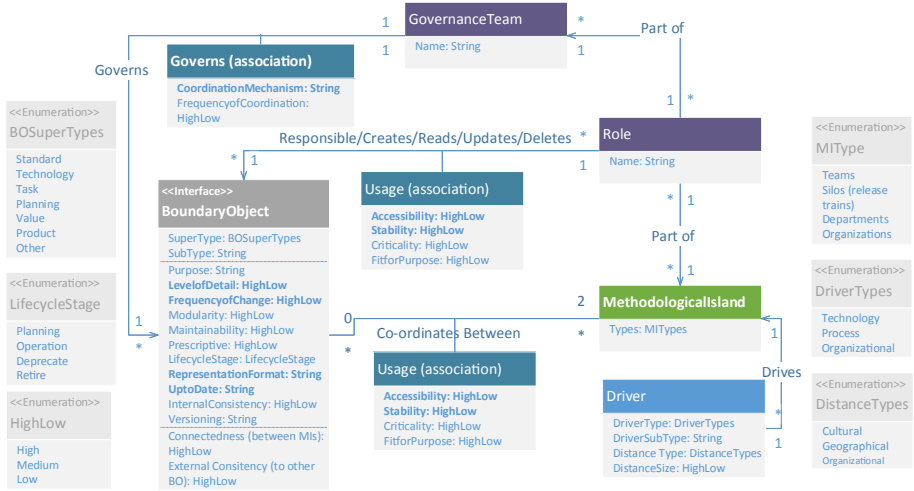 GovernanceTeam
Name: String
1
1
*
1
Part of
1
*
Governs
Governs (association)
CoordinationMechanism: String
FrequencyofCoordination:
HighLow
<<Enumeration>>
BOSuperTypes
Standard
Technology
Task
Planning
Value
Product
Other
Responsible/Creates/Reads/Updates/Deletes
*
1
*
1
Role
Name: String
<<Enumeration>>
MIType
Teams
Silos (release
trains)
Departments
Organizations
<<Interface>>
BoundaryObject
SuperType: BOSuperTypes
SubType: String
Purpose: String
LevelofDetail: HighLow
FrequencyofChange: HighLow
Modularity: HighLow
Maintainability: HighLow
Prescriptive: HighLow
LifecycleStage: LifecycleStage
RepresentationFormat: String
UptoDate: String
InternalConsistency: HighLow
Versioning: String
Connectedness (between MIs):
HighLow
External Consitency (to other
BO): HighLow
Usage (association)
Accessibility: HighLow
Stability: HighLow
Criticality: HighLow
FitforPurpose: HighLow
*
1
Part of
*
1
<<Enumeration>>
LifecycleStage
Planning
Operation
Deprecate
Retire
1
*
0
*
2
*
Co-ordinates Between
MethodologicalIsland
Types: MITypes
<<Enumeration>>
DriverTypes
Technology
Process
Organizational
Usage (association)
Accessibility: HighLow
Stability: HighLow
Criticality: HighLow
FitforPurpose: HighLow
1
Drives
*
1
Driver
DriverType: DriverTypes
DriverSubType: String
Distance Type: DistanceTypes
DistanceSize: HighLow
<<Enumeration>>
DistanceTypes
Cultural
Geographical
Organizational
<<Enumeration>>
HighLow
High
Medium
Low